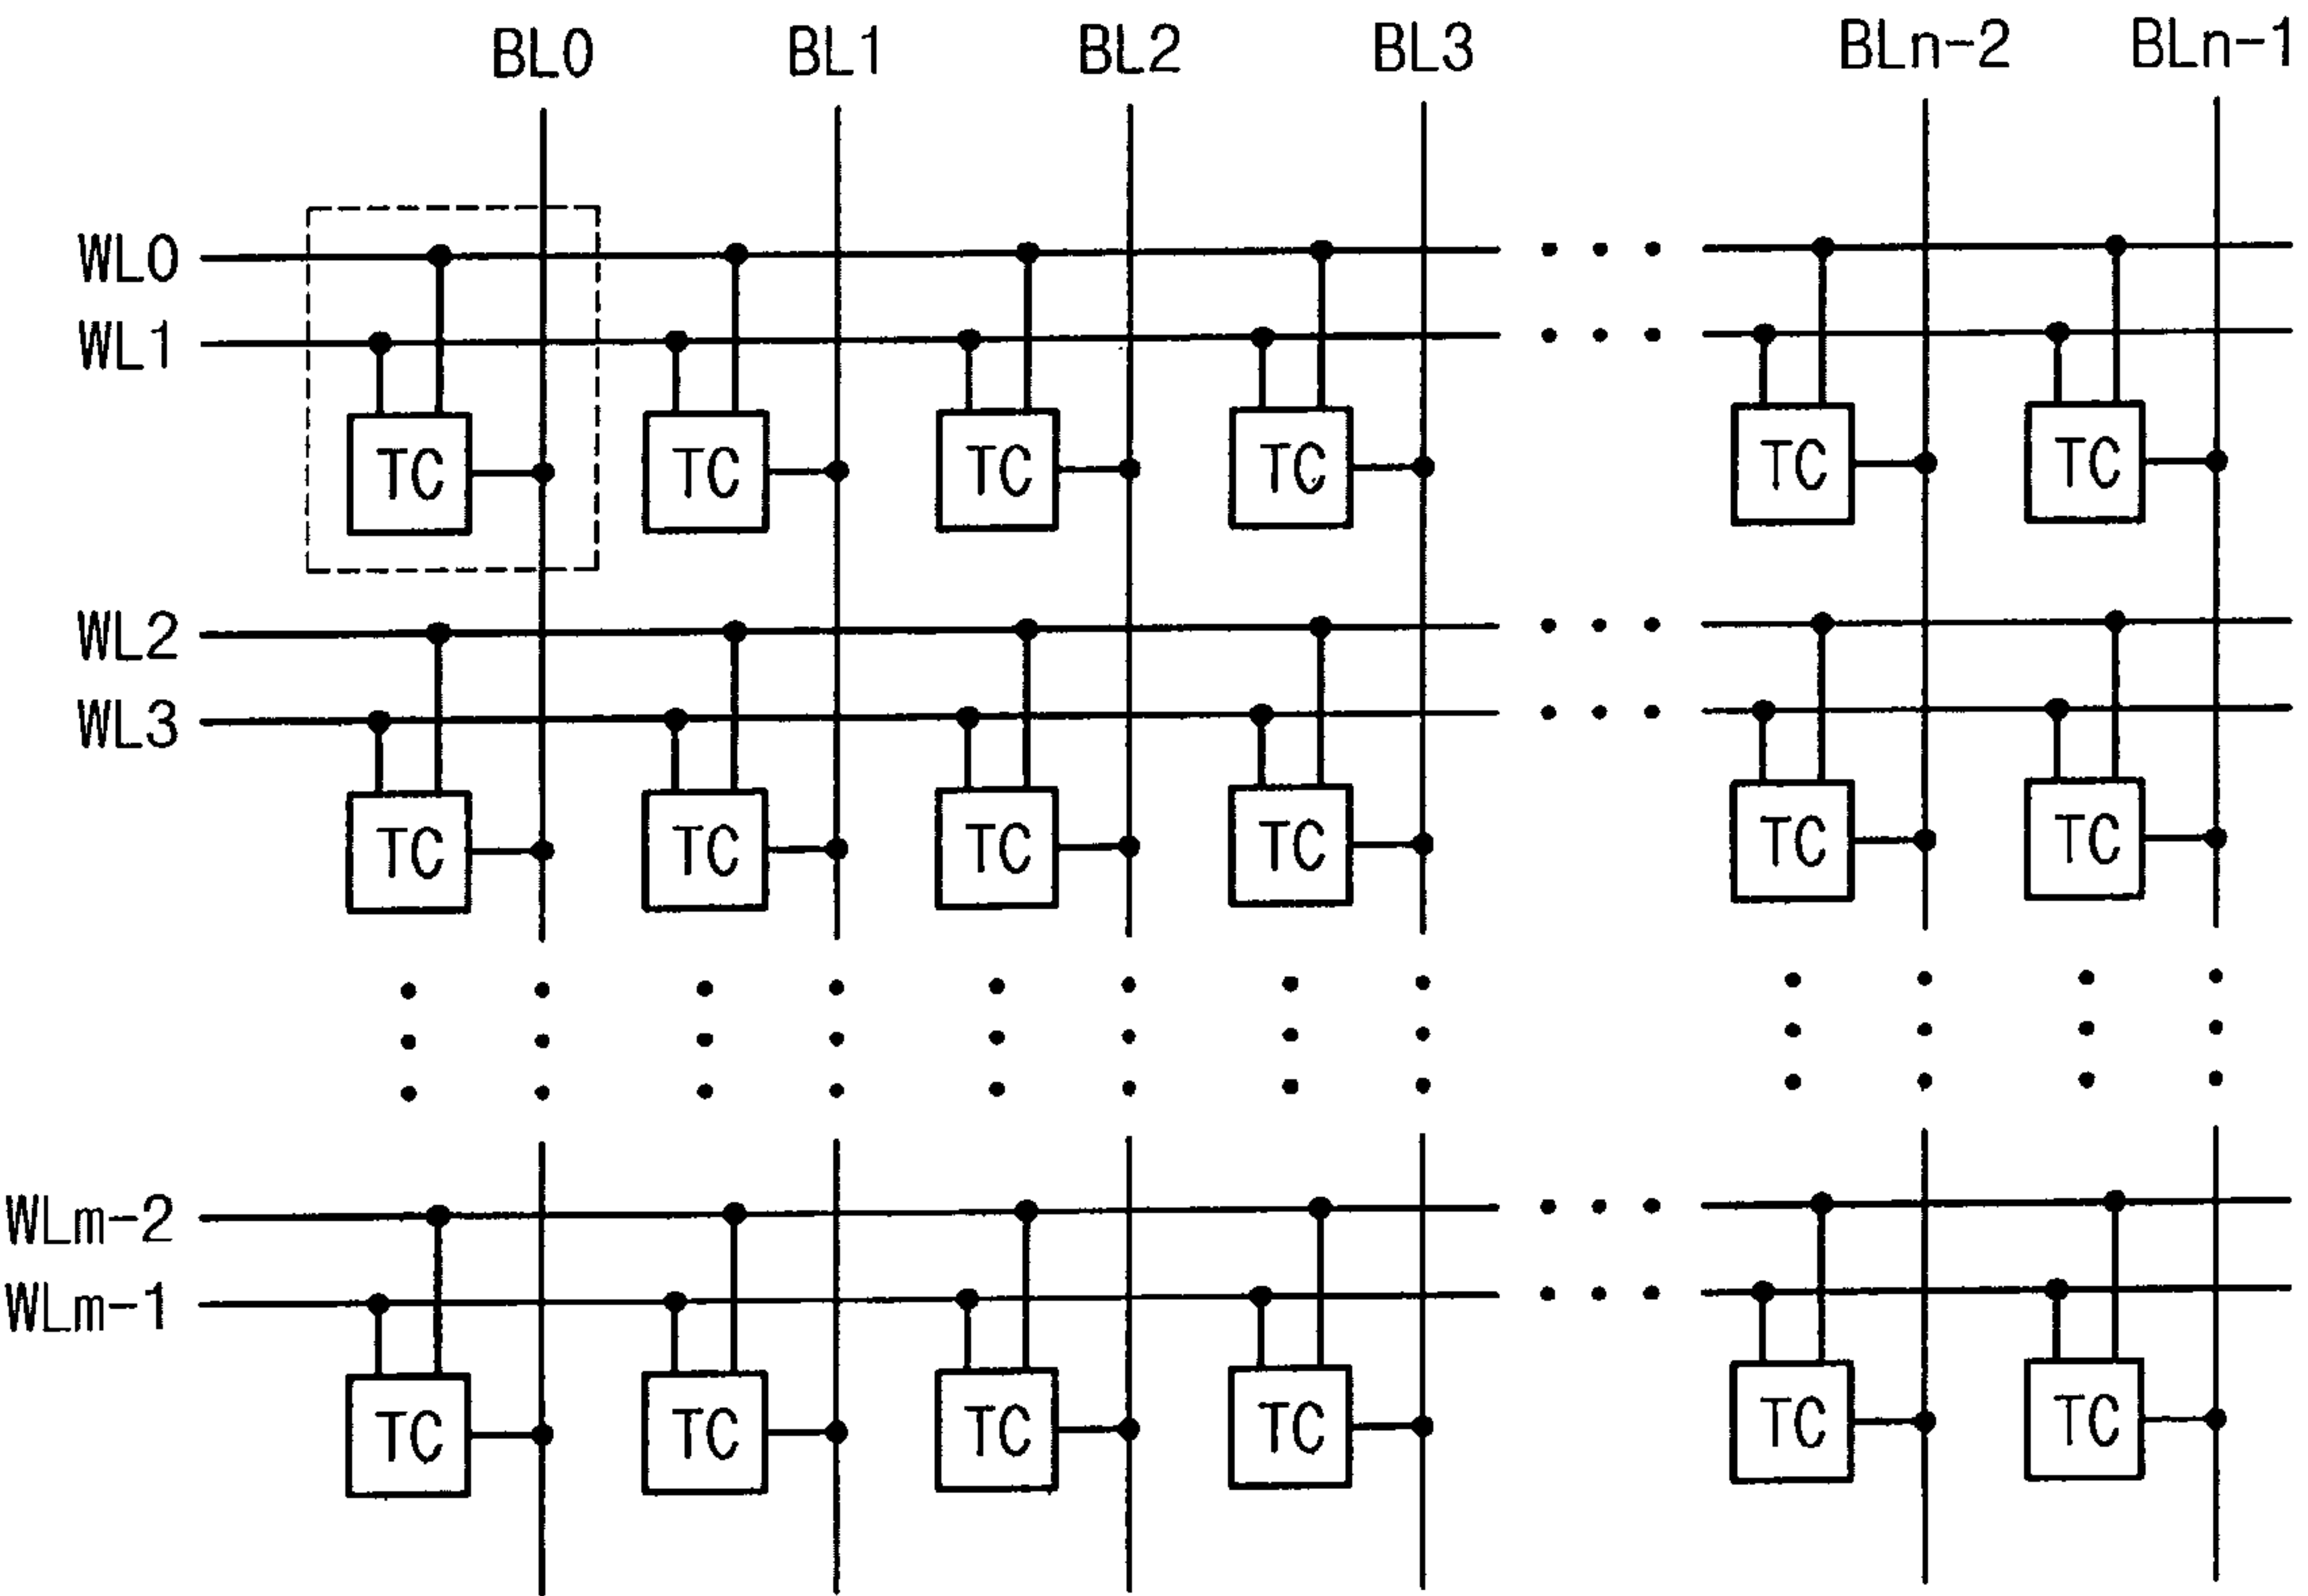 BL0 BL1 BL2 BL3 BLn-2 BLn-1
WL0
WL1
TC TC TC TC TC TC
WL2
WL3
TC TC TC TC TC TC
WLm-2
WLm-1
TC TC TC TC TC TC